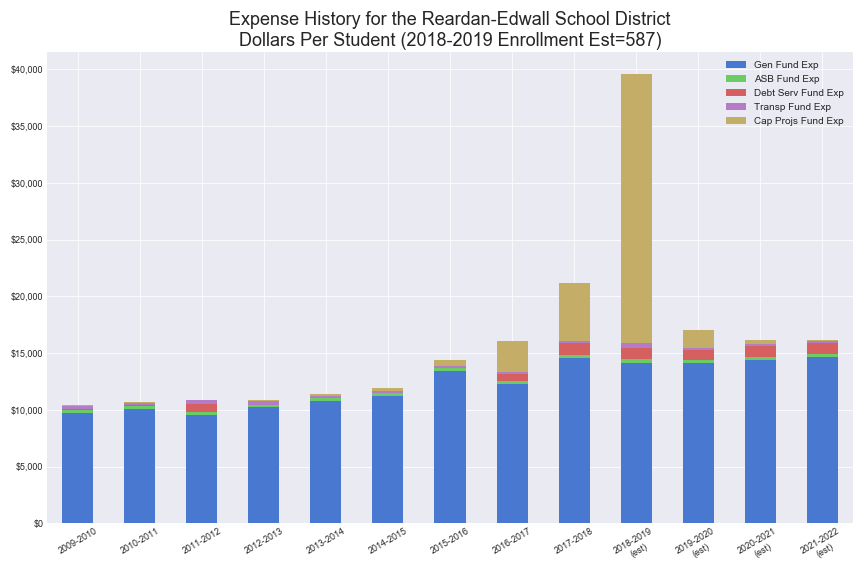 Expense History for the Reardan-Edwall School District
Dollars Per Student (2018-2019 Enrollment Est=587)
$40,000
$35,000
$30,000
$25,000
$20,000
$15,000
$10,000
$5,000
$0
Gen Fund Exp
ASB Fund Exp
Debt Serv Fund Exp
Transp Fund Exp
Cap Projs Fund Exp
2009-2010
2010-2011
2011-2012
2012-2013
2013-2014
2014-2015
2015-2016
2016-2017
2017-2018
2018-2019
(est)
2019-2020
(est)
2020-2021
(est)
2021-2022
(est)